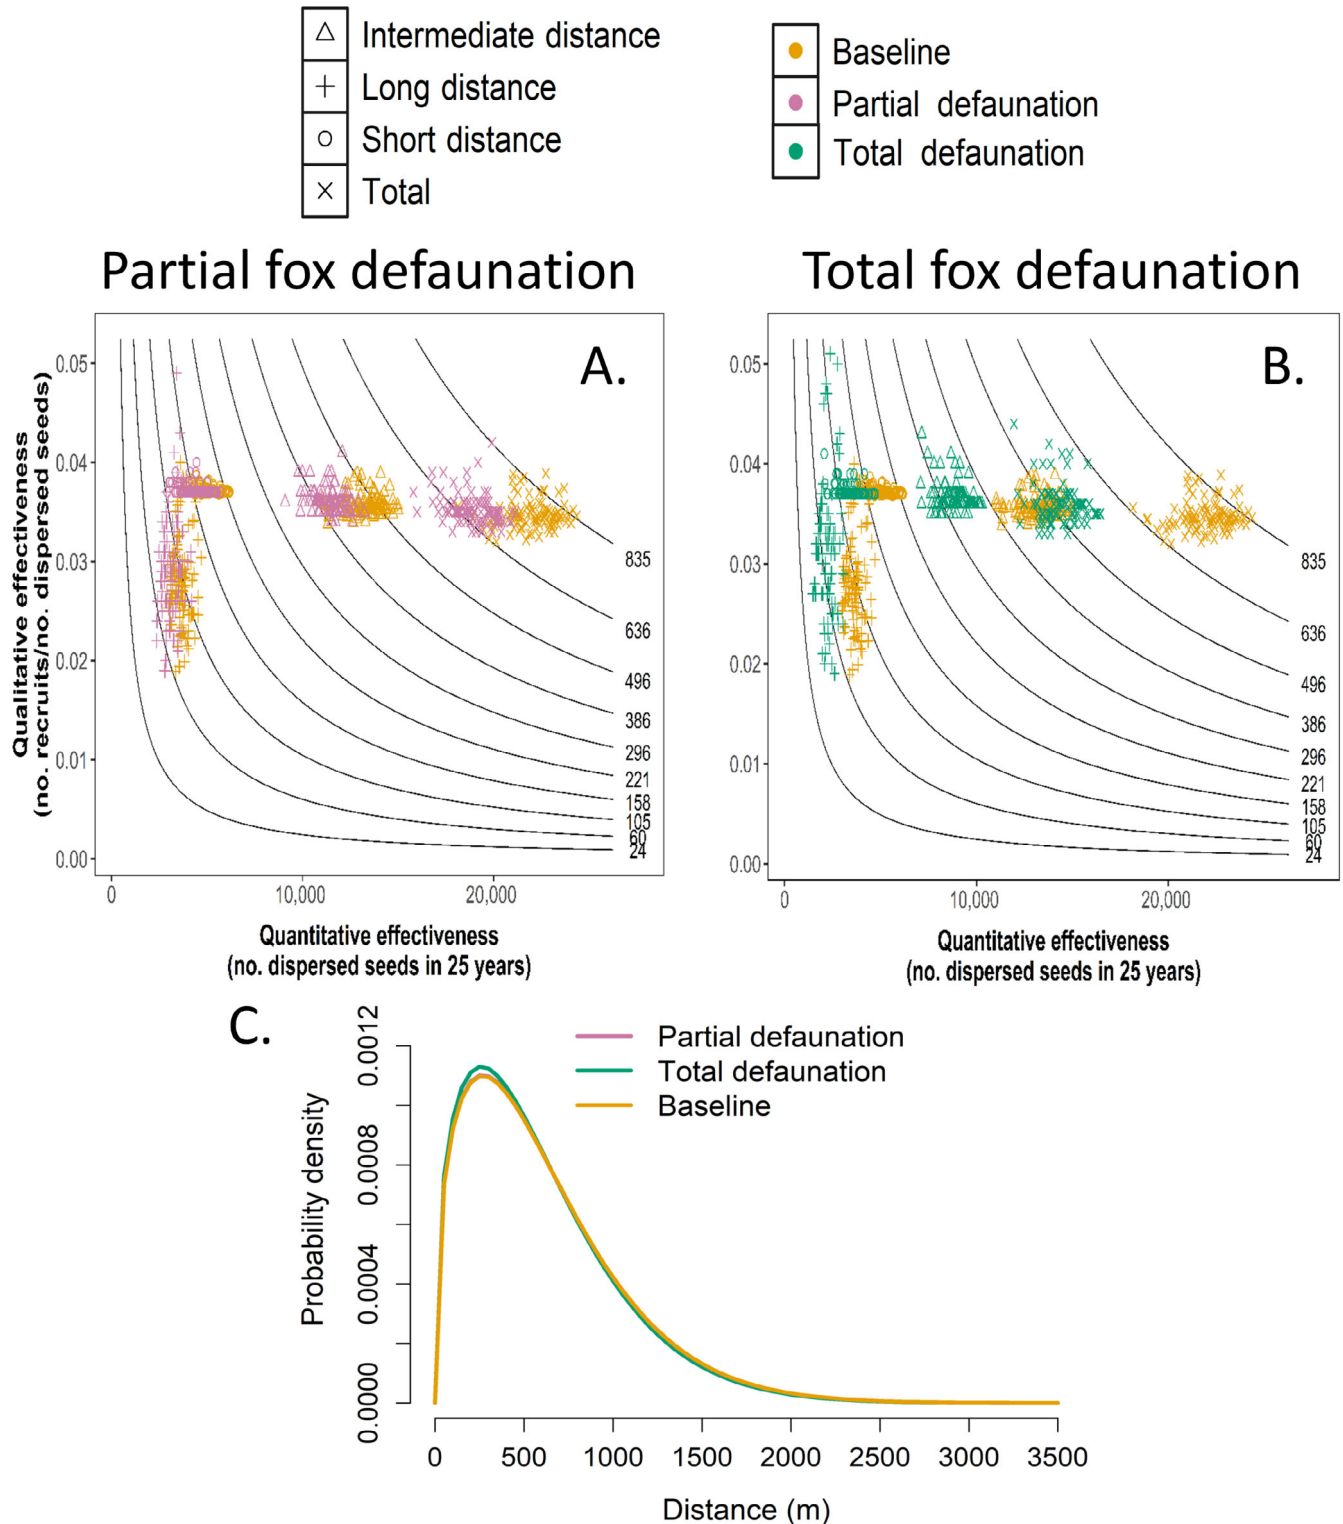 Intermediate distance
Long distance
Short distance
Total
Baseline
Partial defaunation
Total defaunation
Partial fox defaunation
Total fox defaunation
A.
Qualitative effectiveness
(no. recruits/no. dispersed seeds)
0.05
0.04
0.03
0.02
0.01
0.00
835
636
496
386
296
221
158
105
60
24
0
10,000
20,000
Quantitative effectiveness
(no. dispersed seeds in 25 years)
B.
0.05
0.04
0.03
0.02
0.01
0.00
835
636
496
386
296
221
158
105
60
24
0
10,000
20,000
Quantitative effectiveness
(no. dispersed seeds in 25 years)
C.
Partial defaunation
Total defaunation
Baseline
Probability density
0.0012
0.0008
0.0004
0.0000
0 500 1000 1500 2000 2500 3000 3500
Distance (m)